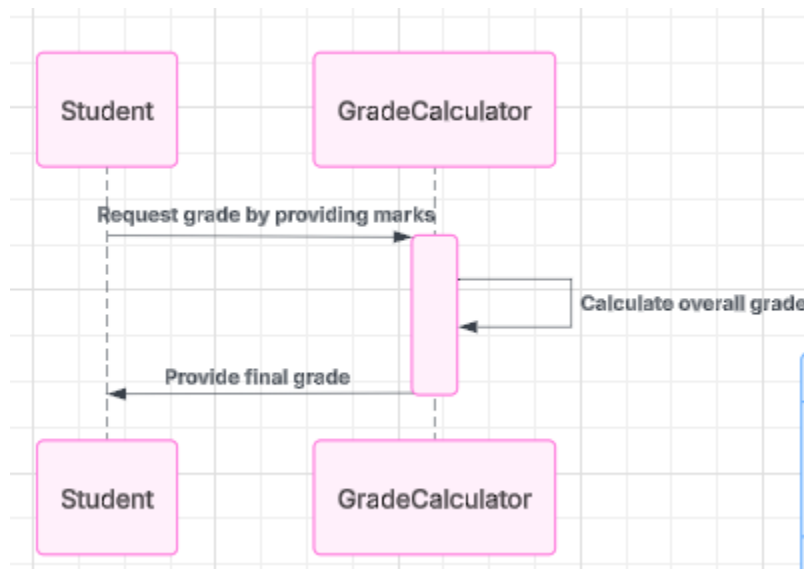 Student
GradeCalculator
Request grade by providing marks
Calculate overall grade
Provide final grade
Student
GradeCalculator